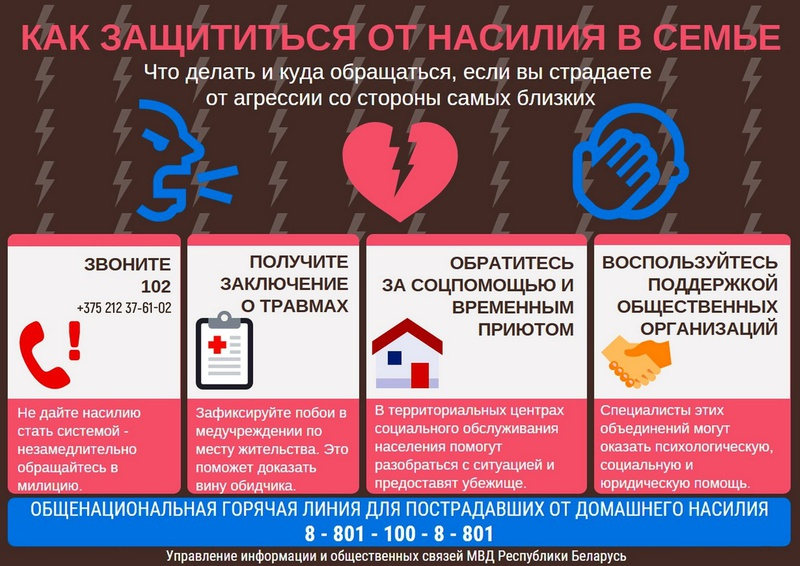 КАК ЗАЩИТИТЬСЯ ОТ НАСИЛИЯ В СЕМЬЕ
Что делать и куда обращаться, если вы страдаете
от агрессии со стороны самых близких
ЗВОНИТЕ
102
+375 212 37-61-02
Не дайте насилию
стать системой -
незамедлительно
обращайтесь в
милицию.
ПОЛУЧИТЕ
ЗАКЛЮЧЕНИЕ
О ТРАВМАХ
Зафиксируйте побои в
медучреждении по
месту жительства. Это
поможет доказать
вину обидчика.
ОБРАТИТЕСЬ
ЗА СОЦПОМОЩЬЮ И
ВРЕМЕННЫМ
ПРИЮТОМ
В территориальных центрах
социального обслуживания
населения помогут
разобраться с ситуацией и
предоставят убежище.
ВОСПОЛЬЗУЙТЕСЬ
ПОДДЕРЖКОЙ
ОБЩЕСТВЕННЫХ
ОРГАНИЗАЦИЙ
Специалисты этих
объединений могут
оказать психологическую,
социальную и
юридическую помощь.
ОБЩЕНАЦИОНАЛЬНАЯ ГОРЯЧАЯ ЛИНИЯ ДЛЯ ПОСТРАДАВШИХ ОТ ДОМАШНЕГО НАСИЛИЯ
8 - 801 - 100 - 8 - 801
Управление информации и общественных связей МВД Республики Беларусь